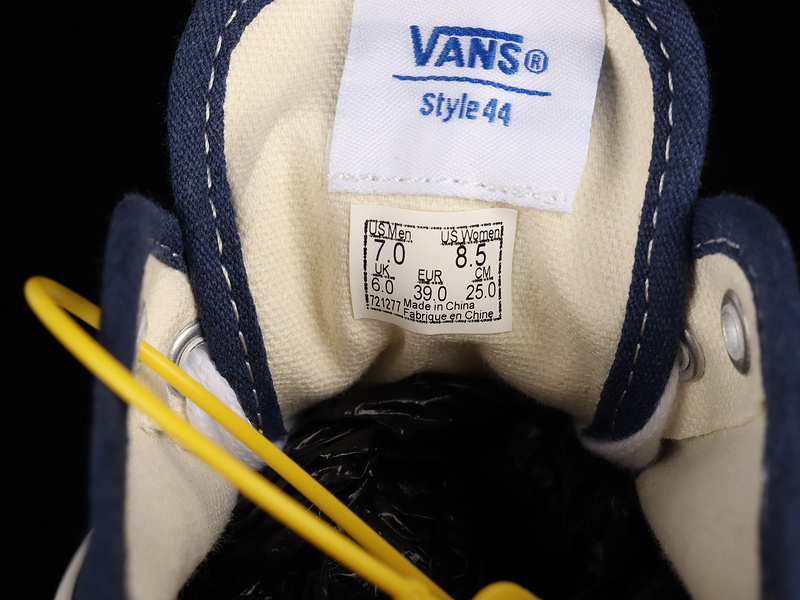 VANS®
Style 44
US Men US Women
7.0 8.5
UK EUR CM
6.0 39.0 25.0
721277 Made in China
Fabrique en Chine